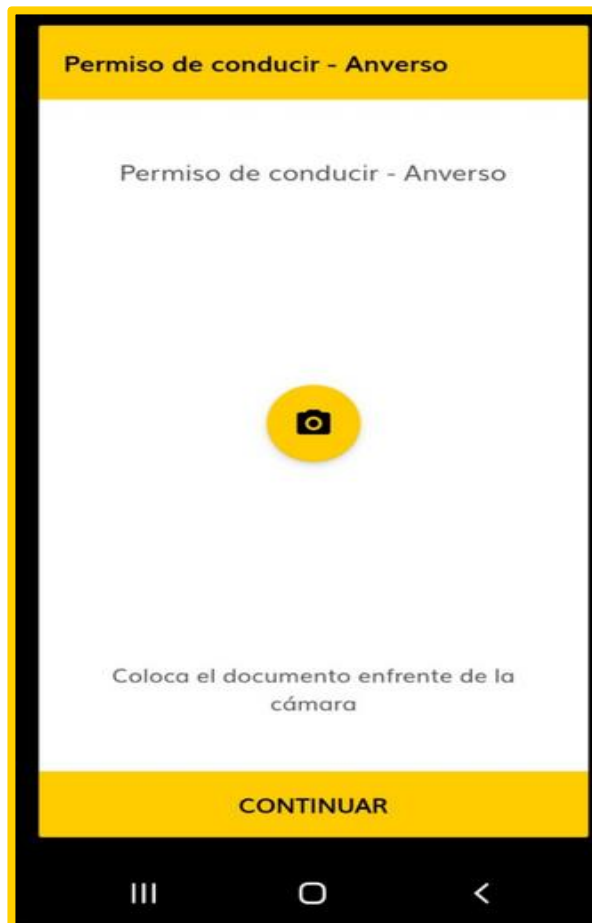 Permiso de conducir - Anverso
Permiso de conducir - Anverso
Coloca el documento enfrente de la
cámara
CONTINUAR